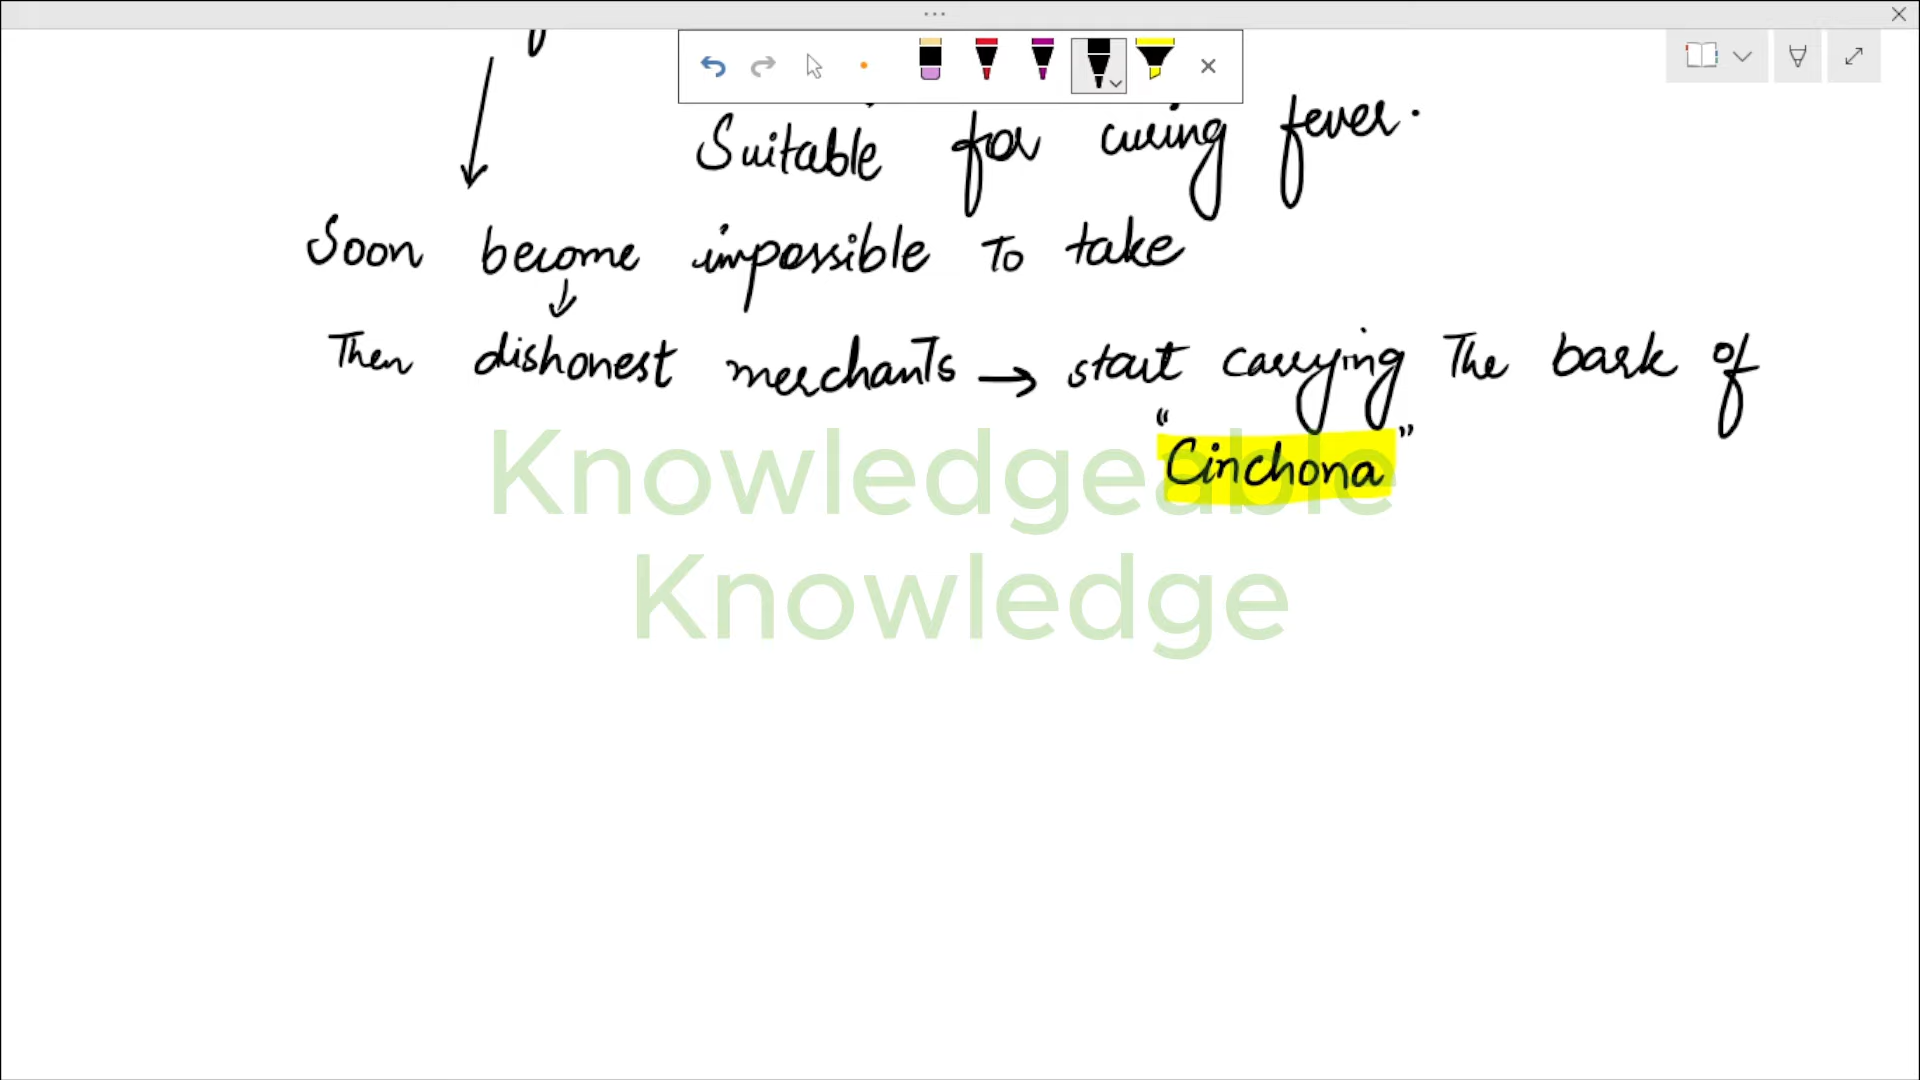 Suitable for curing fever.
Soon become impossible To take
Then dishonest merchants → start carrying The bark of
"Cinchona"
Knowledgeable
Knowledge